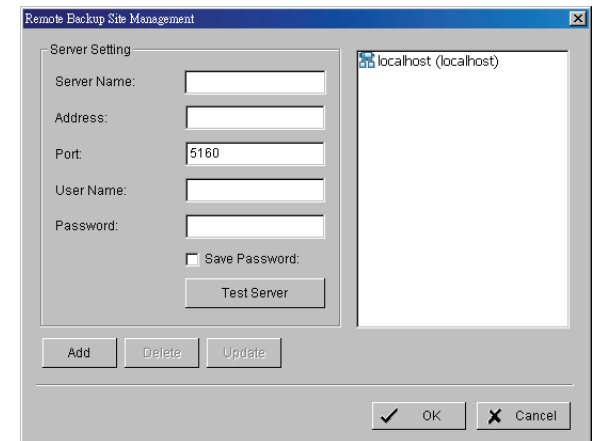 Remote Backup Site Management
Server Setting
Server Name:
Address:
Port: 5160
User Name:
Password:
Save Password:
Test Server
localhost (localhost)
Add Delete Update
OK Cancel